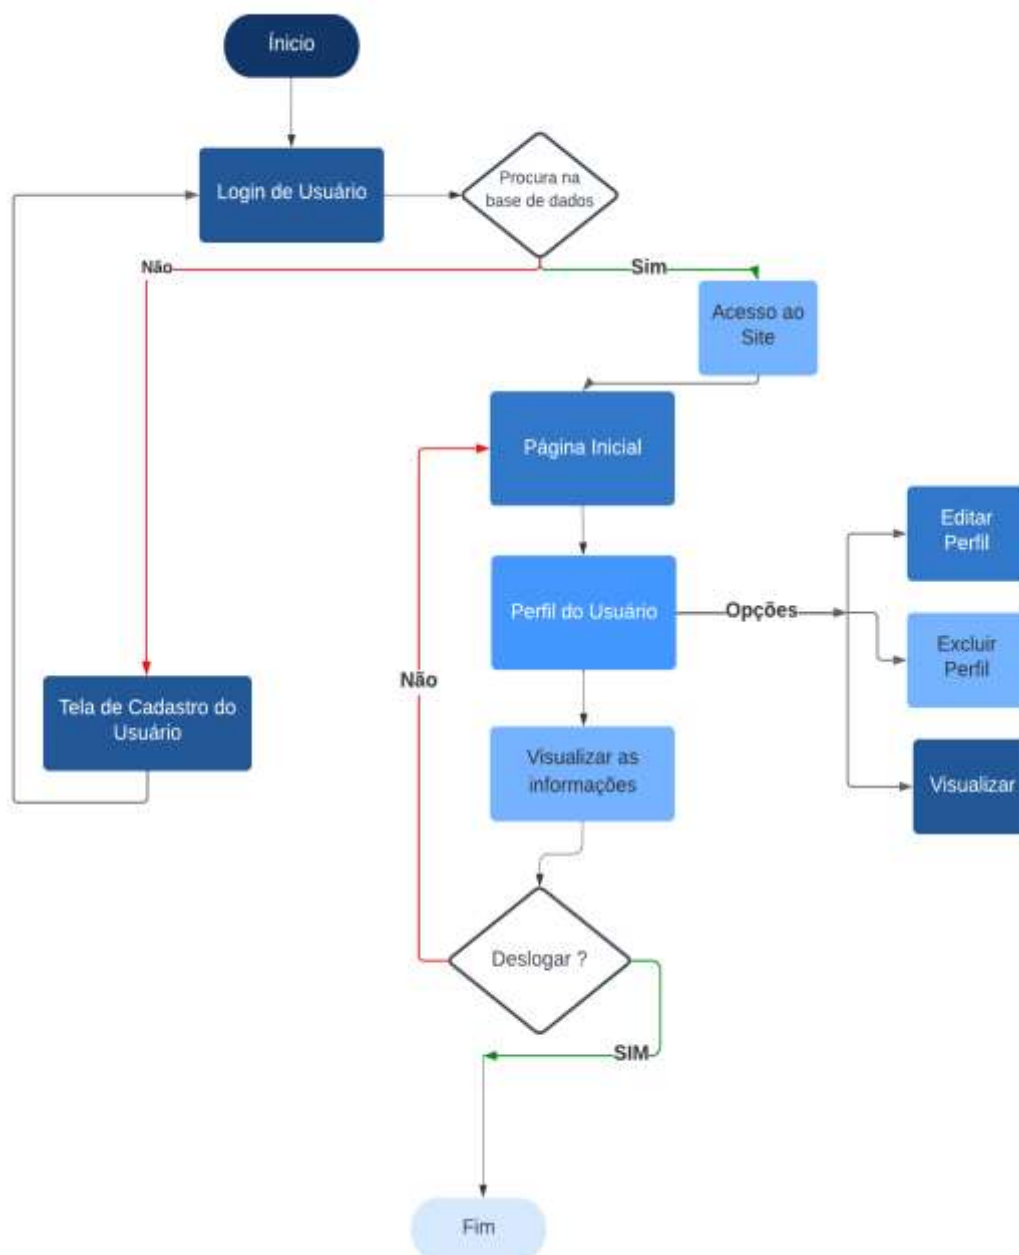 Ínicio
Login de Usuário
Procura na
base de dados
Não
Sim
Acesso ao
Site
Página Inicial
Editar
Perfil
Perfil do Usuário
Opções
Excluir
Perfil
Não
Tela de Cadastro do
Usuário
Visualizar as
informações
Visualizar
Deslogar ?
SIM
Fim